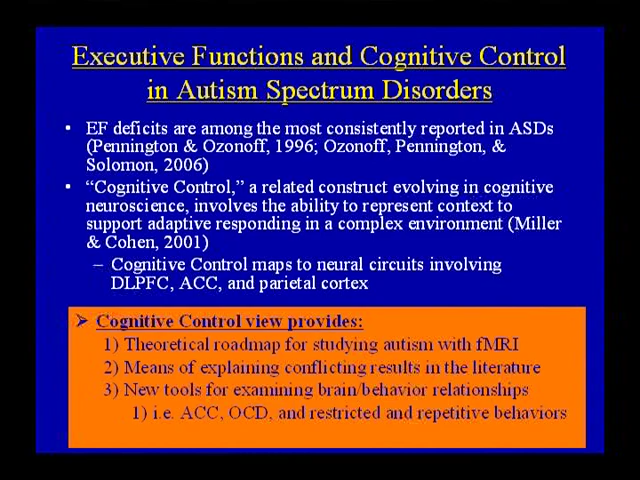 Executive Functions and Cognitive Control
in Autism Spectrum Disorders
• EF deficits are among the most consistently reported in ASDs
(Pennington & Ozonoff, 1996; Ozonoff, Pennington, &
Solomon, 2006)
• “Cognitive Control,” a related construct evolving in cognitive
neuroscience, involves the ability to represent context to
support adaptive responding in a complex environment (Miller
& Cohen, 2001)
– Cognitive Control maps to neural circuits involving
DLPFC, ACC, and parietal cortex
➢ Cognitive Control view provides:
1) Theoretical roadmap for studying autism with fMRI
2) Means of explaining conflicting results in the literature
3) New tools for examining brain/behavior relationships
1) i.e. ACC, OCD, and restricted and repetitive behaviors